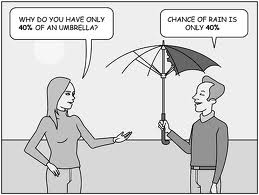 WHY DO YOU HAVE ONLY
40% OF AN UMBRELLA?
CHANCE OF RAIN IS
ONLY 40%